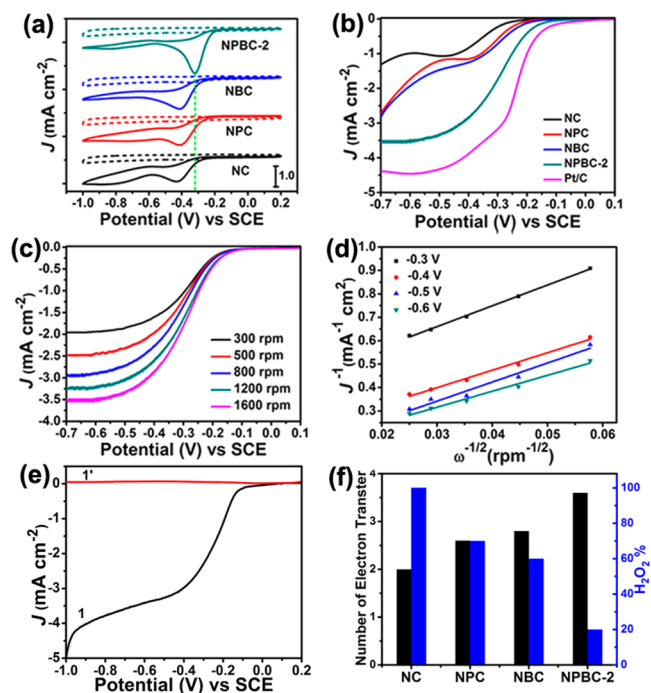 (a)
NPBC-2
NBC
NPC
NC
1.0
J (mA cm-2)
-1.0 -0.8 -0.6 -0.4 -0.2 0.0 0.2
Potential (V) vs SCE
(b)
0
-1
-2
-3
-4
-5
J (mA cm-2)
NC
NPC
NBC
NPBC-2
Pt/C
-0.7 -0.6 -0.5 -0.4 -0.3 -0.2 -0.1 0.0 0.1
Potential (V) vs SCE
(c)
0.0
-0.5
-1.0
-1.5
-2.0
-2.5
-3.0
-3.5
J (mA cm-2)
300 rpm
500 rpm
800 rpm
1200 rpm
1600 rpm
-0.7 -0.6 -0.5 -0.4 -0.3 -0.2 -0.1 0.0 0.1
Potential (V) vs SCE
(d)
1.0
0.9
0.8
0.7
0.6
0.5
0.4
0.3
J-1(mA-1 cm2)
-0.3 V
-0.4 V
-0.5 V
-0.6 V
0.02 0.03 0.04 0.05 0.06
ω-1/2(rpm-1/2)
(e)
1
0
-1
-2
-3
-4
-5
J (mA cm-2)
1'
1
-1.0 -0.8 -0.6 -0.4 -0.2 0.0 0.2
Potential (V) vs SCE
(f)
4
3
2
1
0
Number of Electron Transter
NC NPC NBC NPBC-2
100
80
60
40
20
0
H2O2 %